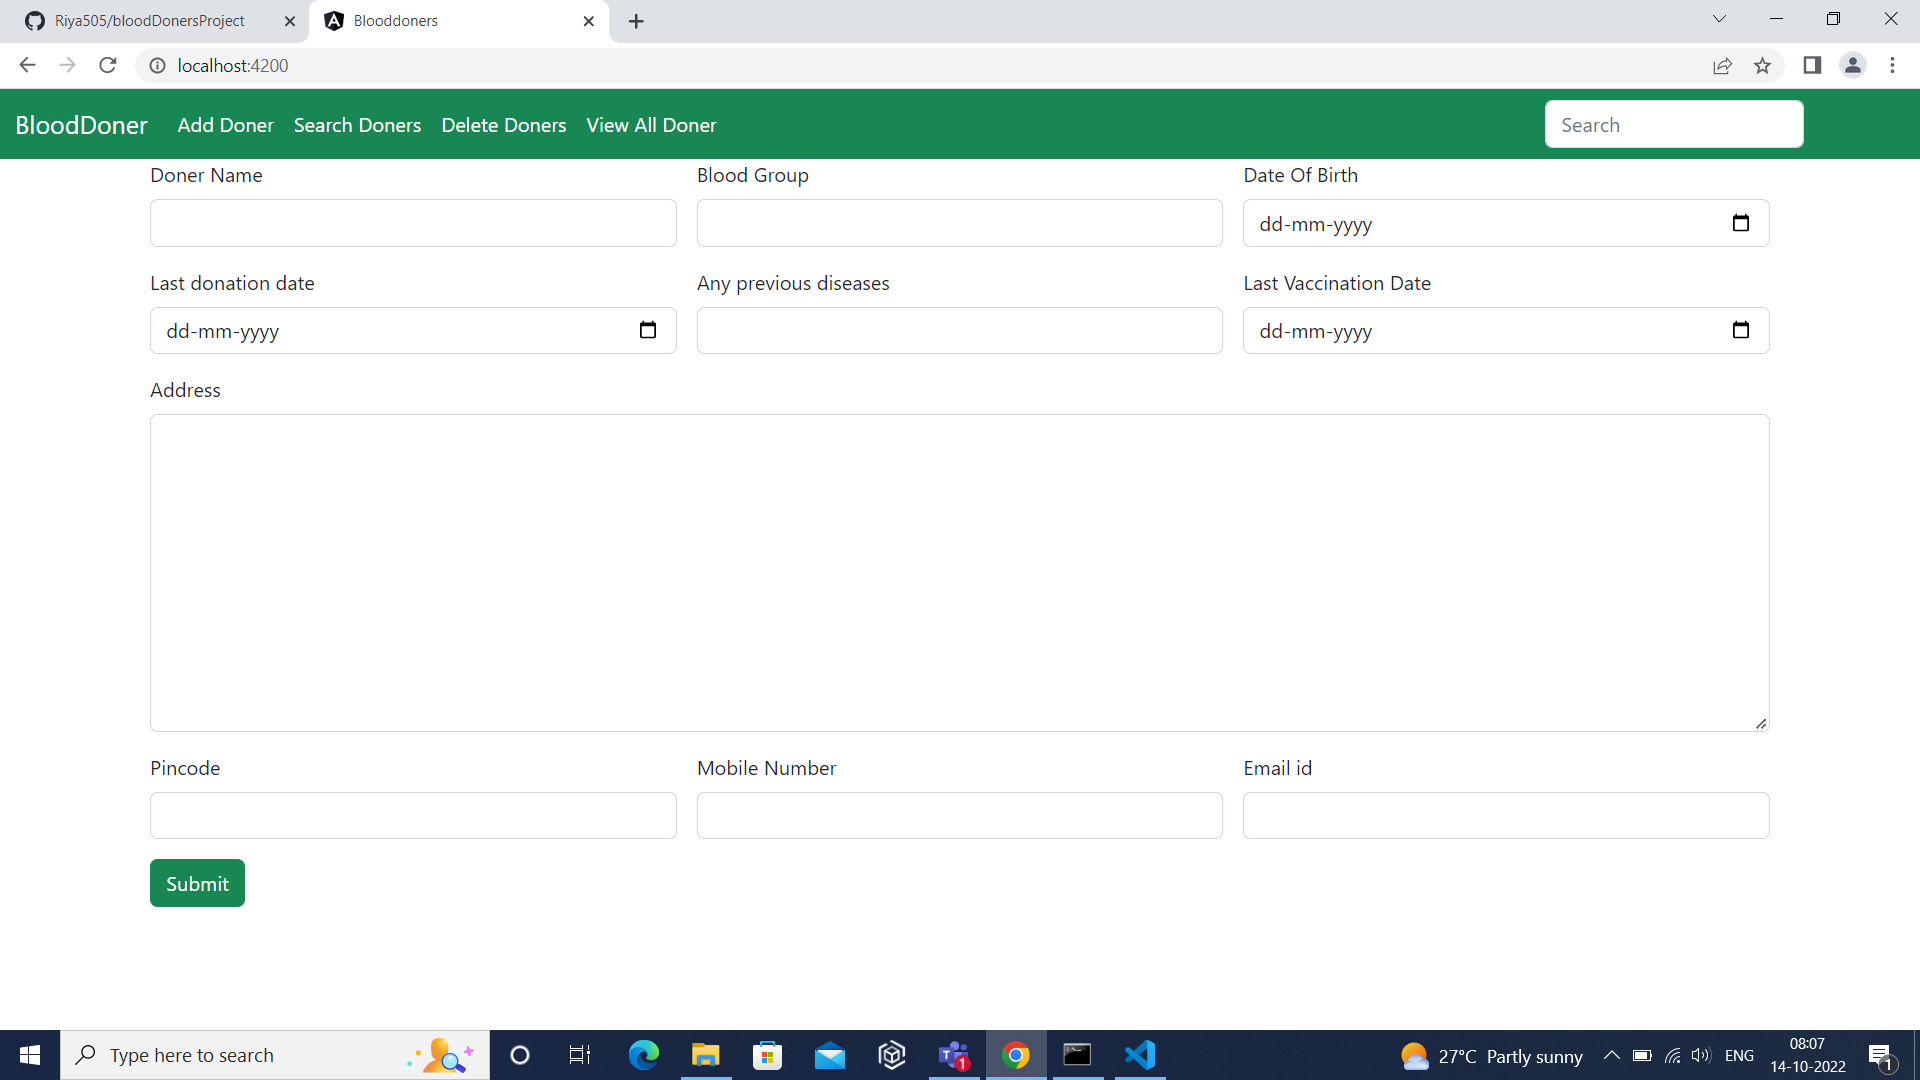 Riya505/bloodDonersProject
Blooddoners
localhost:4200
BloodDoner Add Doner Search Doners Delete Doners View All Doner Search
Doner Name Blood Group Date Of Birth
dd-mm-yyyy
Last donation date Any previous diseases Last Vaccination Date
dd-mm-yyyy dd-mm-yyyy
Address
Pincode Mobile Number Email id
Submit
Type here to search
T 1
27°C Partly sunny
ENG
08:07
14-10-2022
1